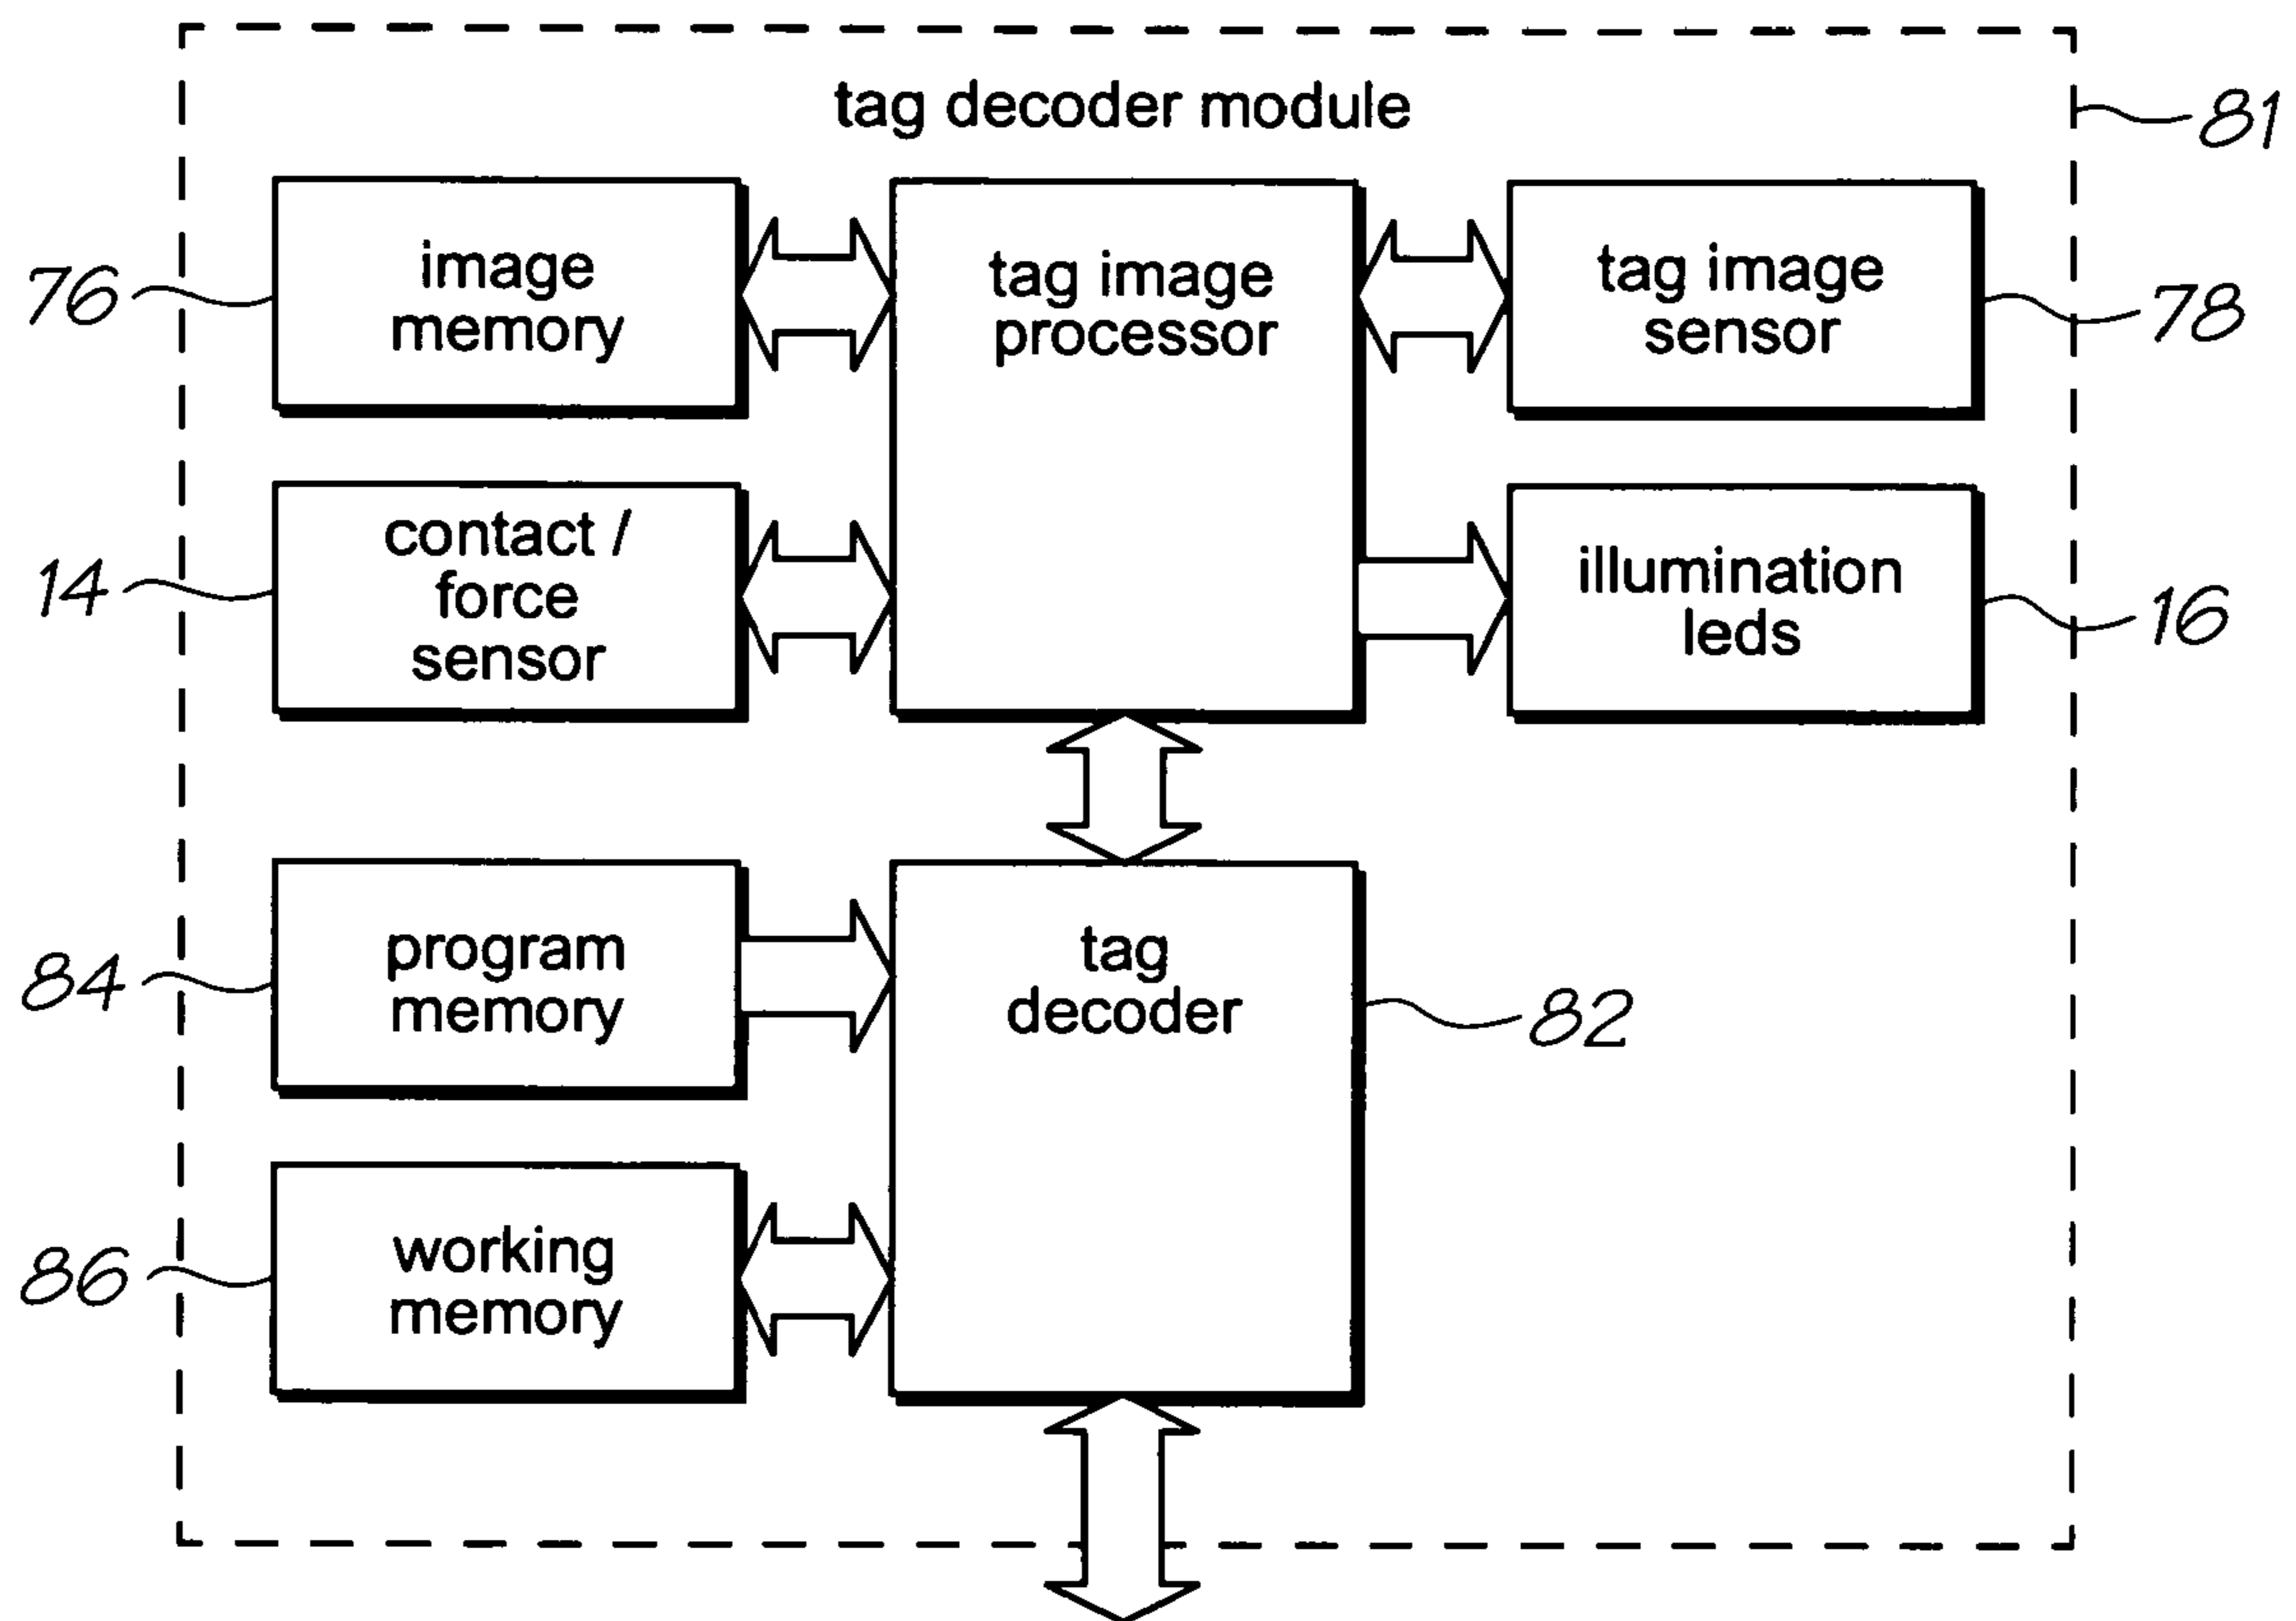 tag decoder module
81
image
memory
76
tag image
processor
tag image
sensor
78
contact /
force
sensor
14
illumination
leds
16
program
memory
84
tag
decoder
82
working
memory
86